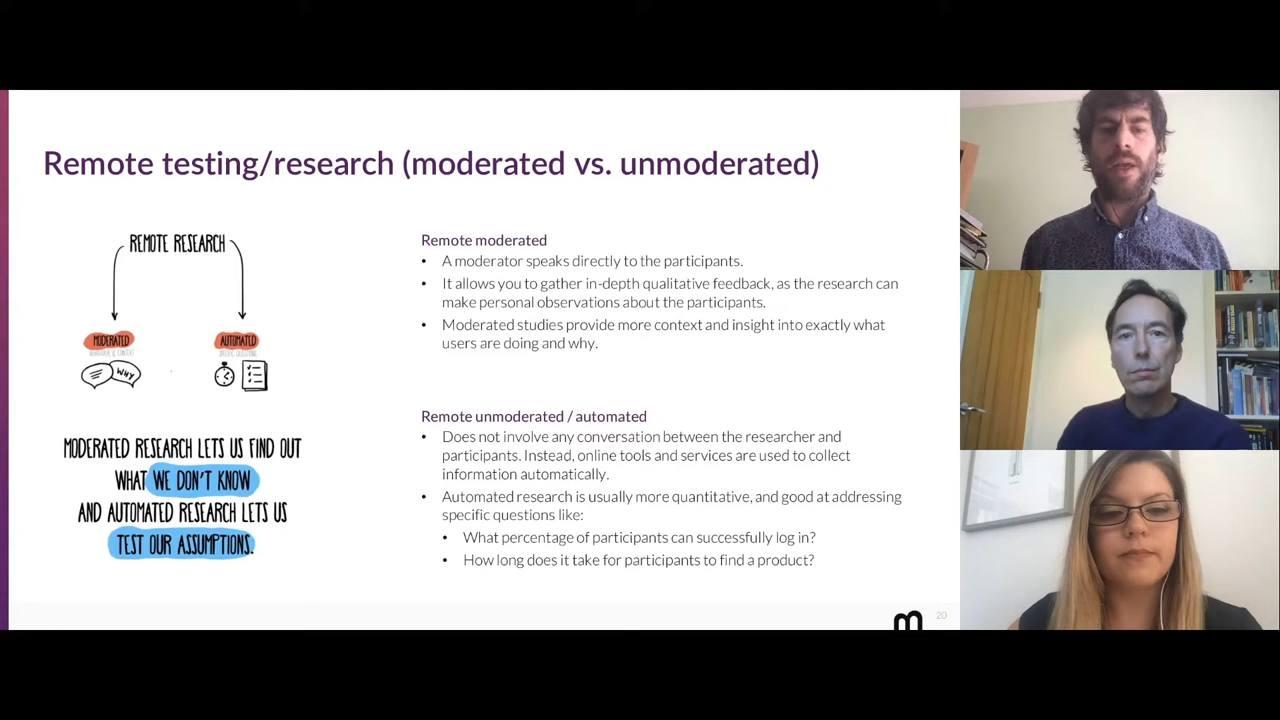 Remote testing/research (moderated vs. unmoderated)
REMOTE RESEARCH
MODERATED
AUTOMATED
BEHAVIOUR & CONTEXT
SPECIFIC QUESTIONS
WHY
MODERATED RESEARCH LETS US FIND OUT
WHAT WE DON'T KNOW
AND AUTOMATED RESEARCH LETS US
TEST OUR ASSUMPTIONS.
Remote moderated
• A moderator speaks directly to the participants.
• It allows you to gather in-depth qualitative feedback, as the research can
make personal observations about the participants.
• Moderated studies provide more context and insight into exactly what
users are doing and why.
Remote unmoderated / automated
• Does not involve any conversation between the researcher and
participants. Instead, online tools and services are used to collect
information automatically.
• Automated research is usually more quantitative, and good at addressing
specific questions like:
• What percentage of participants can successfully log in?
• How long does it take for participants to find a product?
m
20